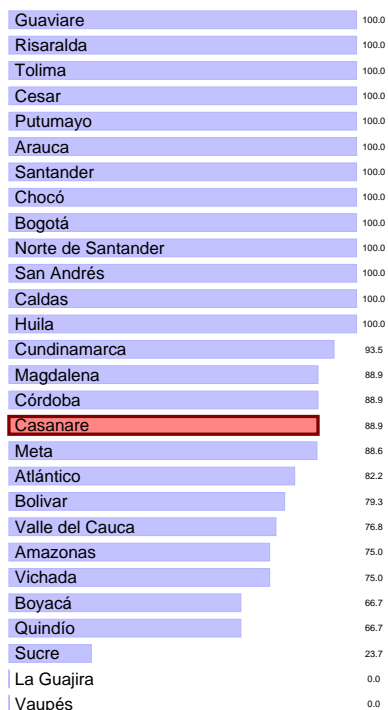 Guaviare 100.0
Risaralda 100.0
Tolima 100.0
Cesar 100.0
Putumayo 100.0
Arauca 100.0
Santander 100.0
Chocó 100.0
Bogotá 100.0
Norte de Santander 100.0
San Andrés 100.0
Caldas 100.0
Huila 100.0
Cundinamarca 93.5
Magdalena 88.9
Córdoba 88.9
Casanare 88.9
Meta 88.6
Atlántico 82.2
Bolivar 79.3
Valle del Cauca 76.8
Amazonas 75.0
Vichada 75.0
Boyacá 66.7
Quindío 66.7
Sucre 23.7
La Guajira 0.0
Vaupés 0.0